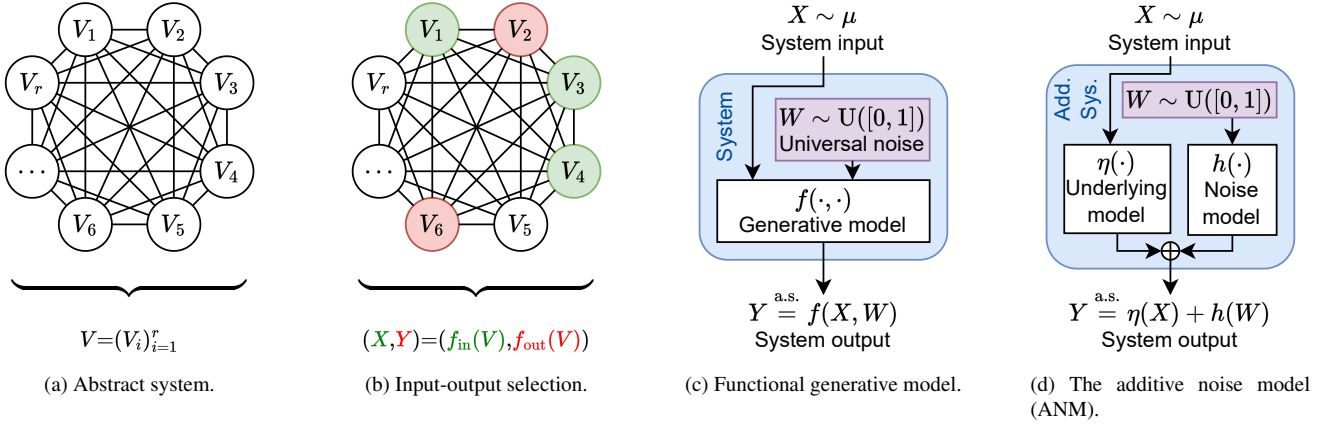 V₁
V₂
Vᵣ
V₃
...
V₄
V₆
V₅
V=(Vᵢ)ʳᵢ₌₁
(a) Abstract system.
V₁
V₂
Vᵣ
V₃
...
V₄
V₆
V₅
(X,Y)=(f_in(V),f_out(V))
(b) Input-output selection.
X ∼ μ
System input
System
W ∼ U([0, 1])
Universal noise
f(·, ·)
Generative model
Y a.s. = f(X, W)
System output
(c) Functional generative model.
X ∼ μ
System input
Add.
Sys.
W ∼ U([0, 1])
η(·)
Underlying
model
h(·)
Noise
model
Y a.s. = η(X) + h(W)
System output
(d) The additive noise model
(ANM).